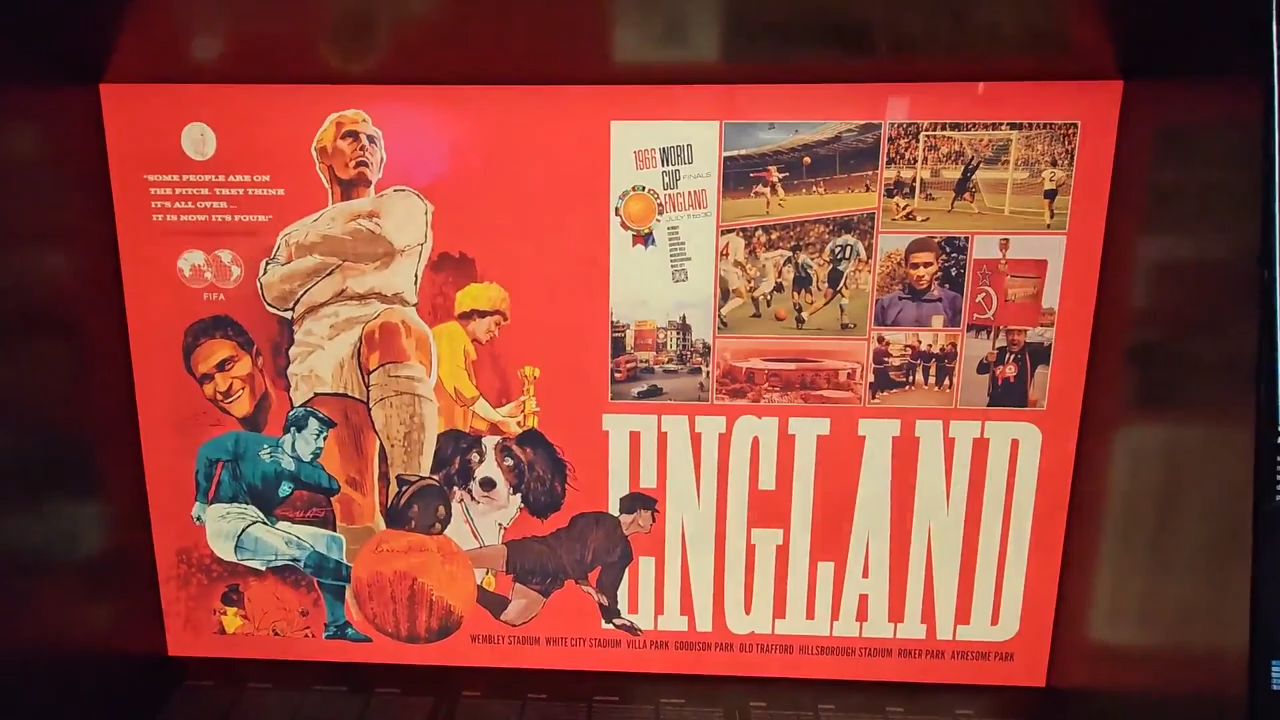 "SOME PEOPLE ARE ON
THE PITCH. THEY THINK
IT'S ALL OVER ...
IT IS NOW! IT'S FOUR!"
FIFA
1966 WORLD
CUP FINALS
ENGLAND
JULY 11 to 30
20
2
ENGLAND
WEMBLEY STADIUM WHITE CITY STADIUM VILLA PARK GOODISON PARK OLD TRAFFORD HILLSBOROUGH STADIUM ROKER PARK AYRESOME PARK